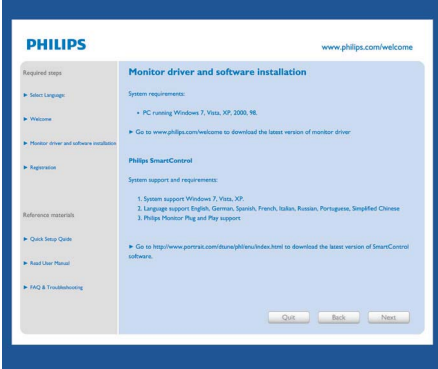 PHILIPS
www.philips.com/welcome
Required steps
► Select Language:
► Welcome
► Monitor driver and software installation
► Registration
Reference materials
► Quick Setup Quide
► Read User Manual
► FAQ & Troubleshooting
Monitor driver and software installation
System requirements:
• PC running Windows 7, Vista, XP, 2000, 98.
► Go to www.philips.com/welcome to download the latest version of monitor driver
Philips SmartControl
System support and requirements:
1. System support Windows 7, Vista, XP.
2. Language support English, German, Spanish, French, Italian, Russian, Portuguese, Simplified Chinese
3. Philips Monitor Plug and Play support
► Go to http://www.portrait.com/dtune/phl/enu/index.html to download the latest version of SmartControl
software.
Quit
Back
Next